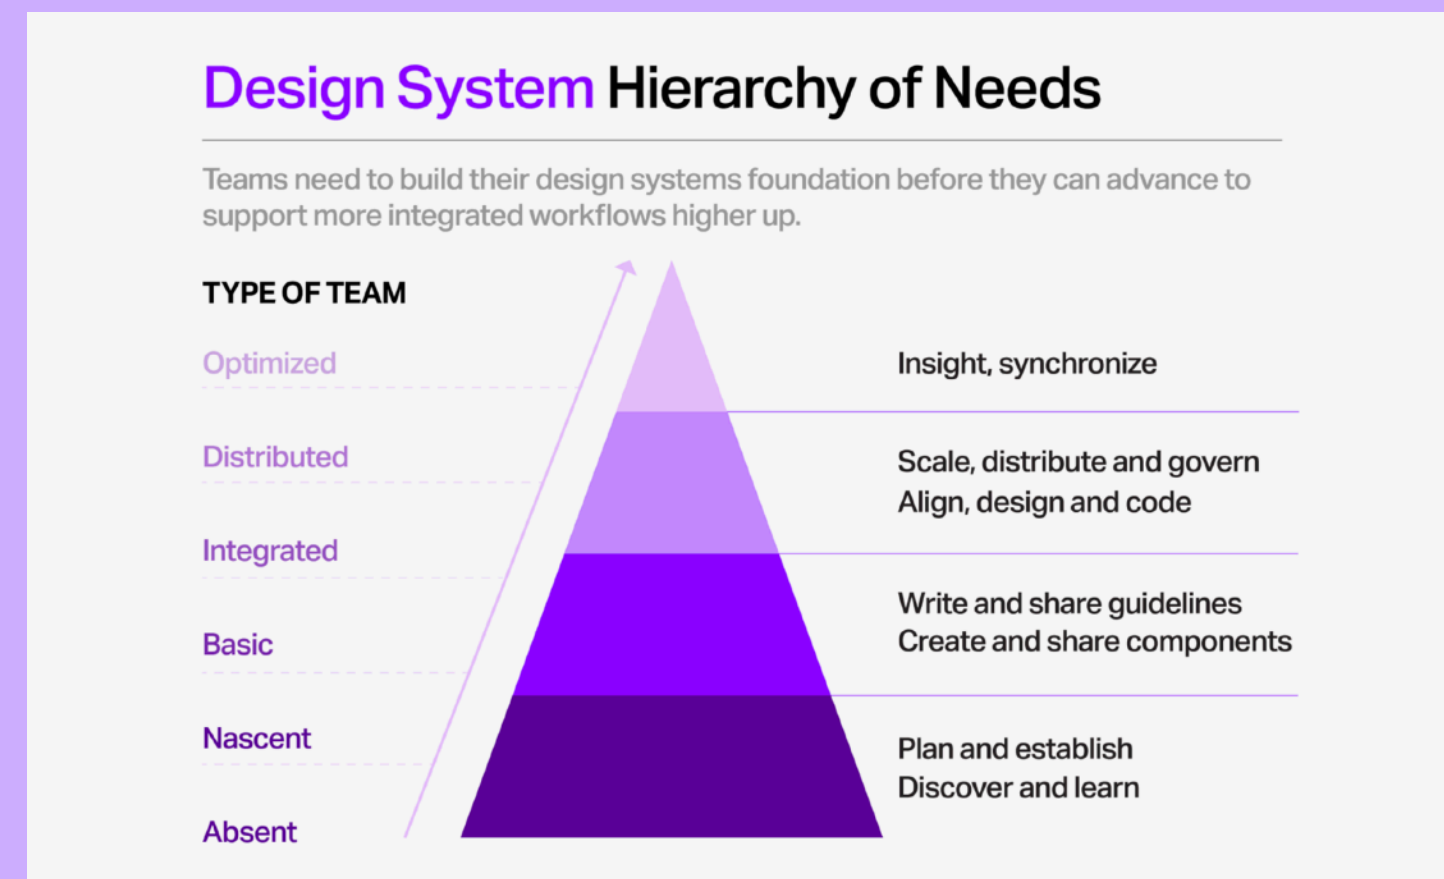 Design System Hierarchy of Needs
Teams need to build their design systems foundation before they can advance to
support more integrated workflows higher up.
TYPE OF TEAM
Optimized
Distributed
Integrated
Basic
Nascent
Absent
Insight, synchronize
Scale, distribute and govern
Align, design and code
Write and share guidelines
Create and share components
Plan and establish
Discover and learn